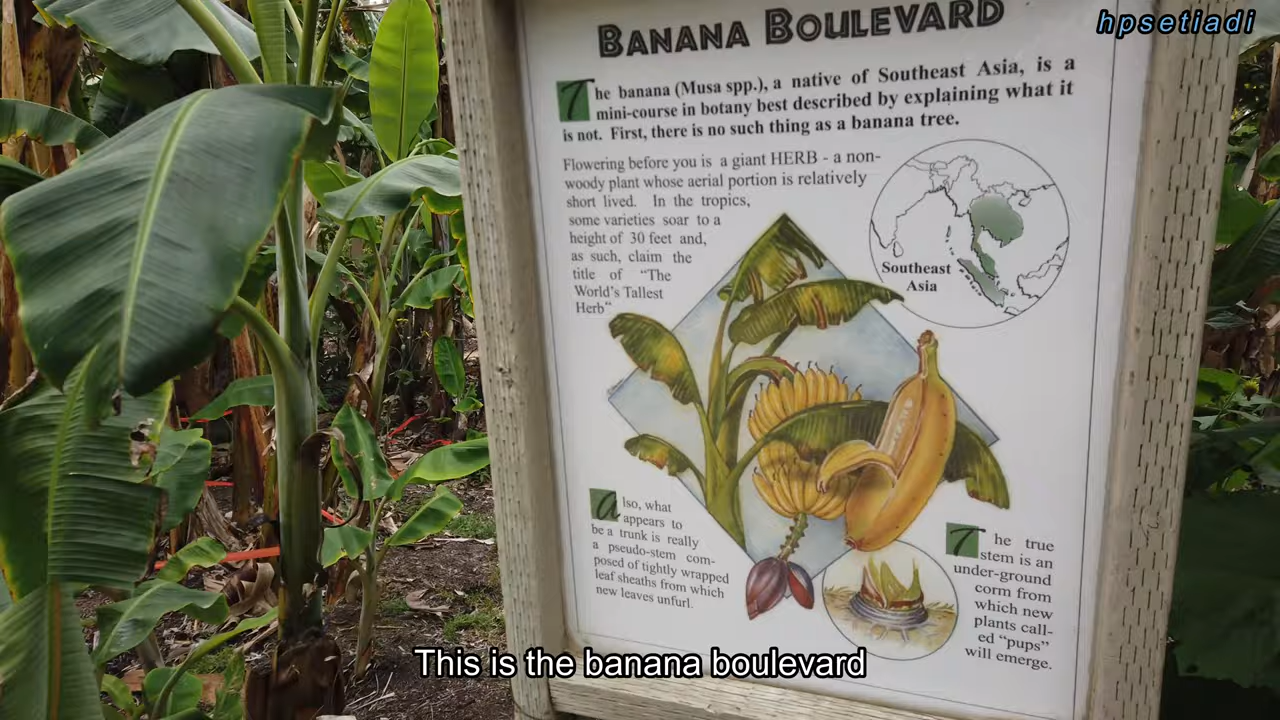 hpsetiadi
BANANA BOULEVARD
The banana (Musa spp.), a native of Southeast Asia, is a
mini-course in botany best described by explaining what it
is not. First, there is no such thing as a banana tree.
Flowering before you is a giant HERB - a non-
woody plant whose aerial portion is relatively
short lived. In the tropics,
some varieties soar to a
height of 30 feet and,
as such, claim the
title of "The
World's Tallest
Herb"
Southeast
Asia
also, what
appears to
be a trunk is really
a pseudo-stem com-
posed of tightly wrapped
leaf sheaths from which
new leaves unfurl.
The true
stem is an
under-ground
corm from
which new
plants call-
ed "pups"
will emerge.
This is the banana boulevard